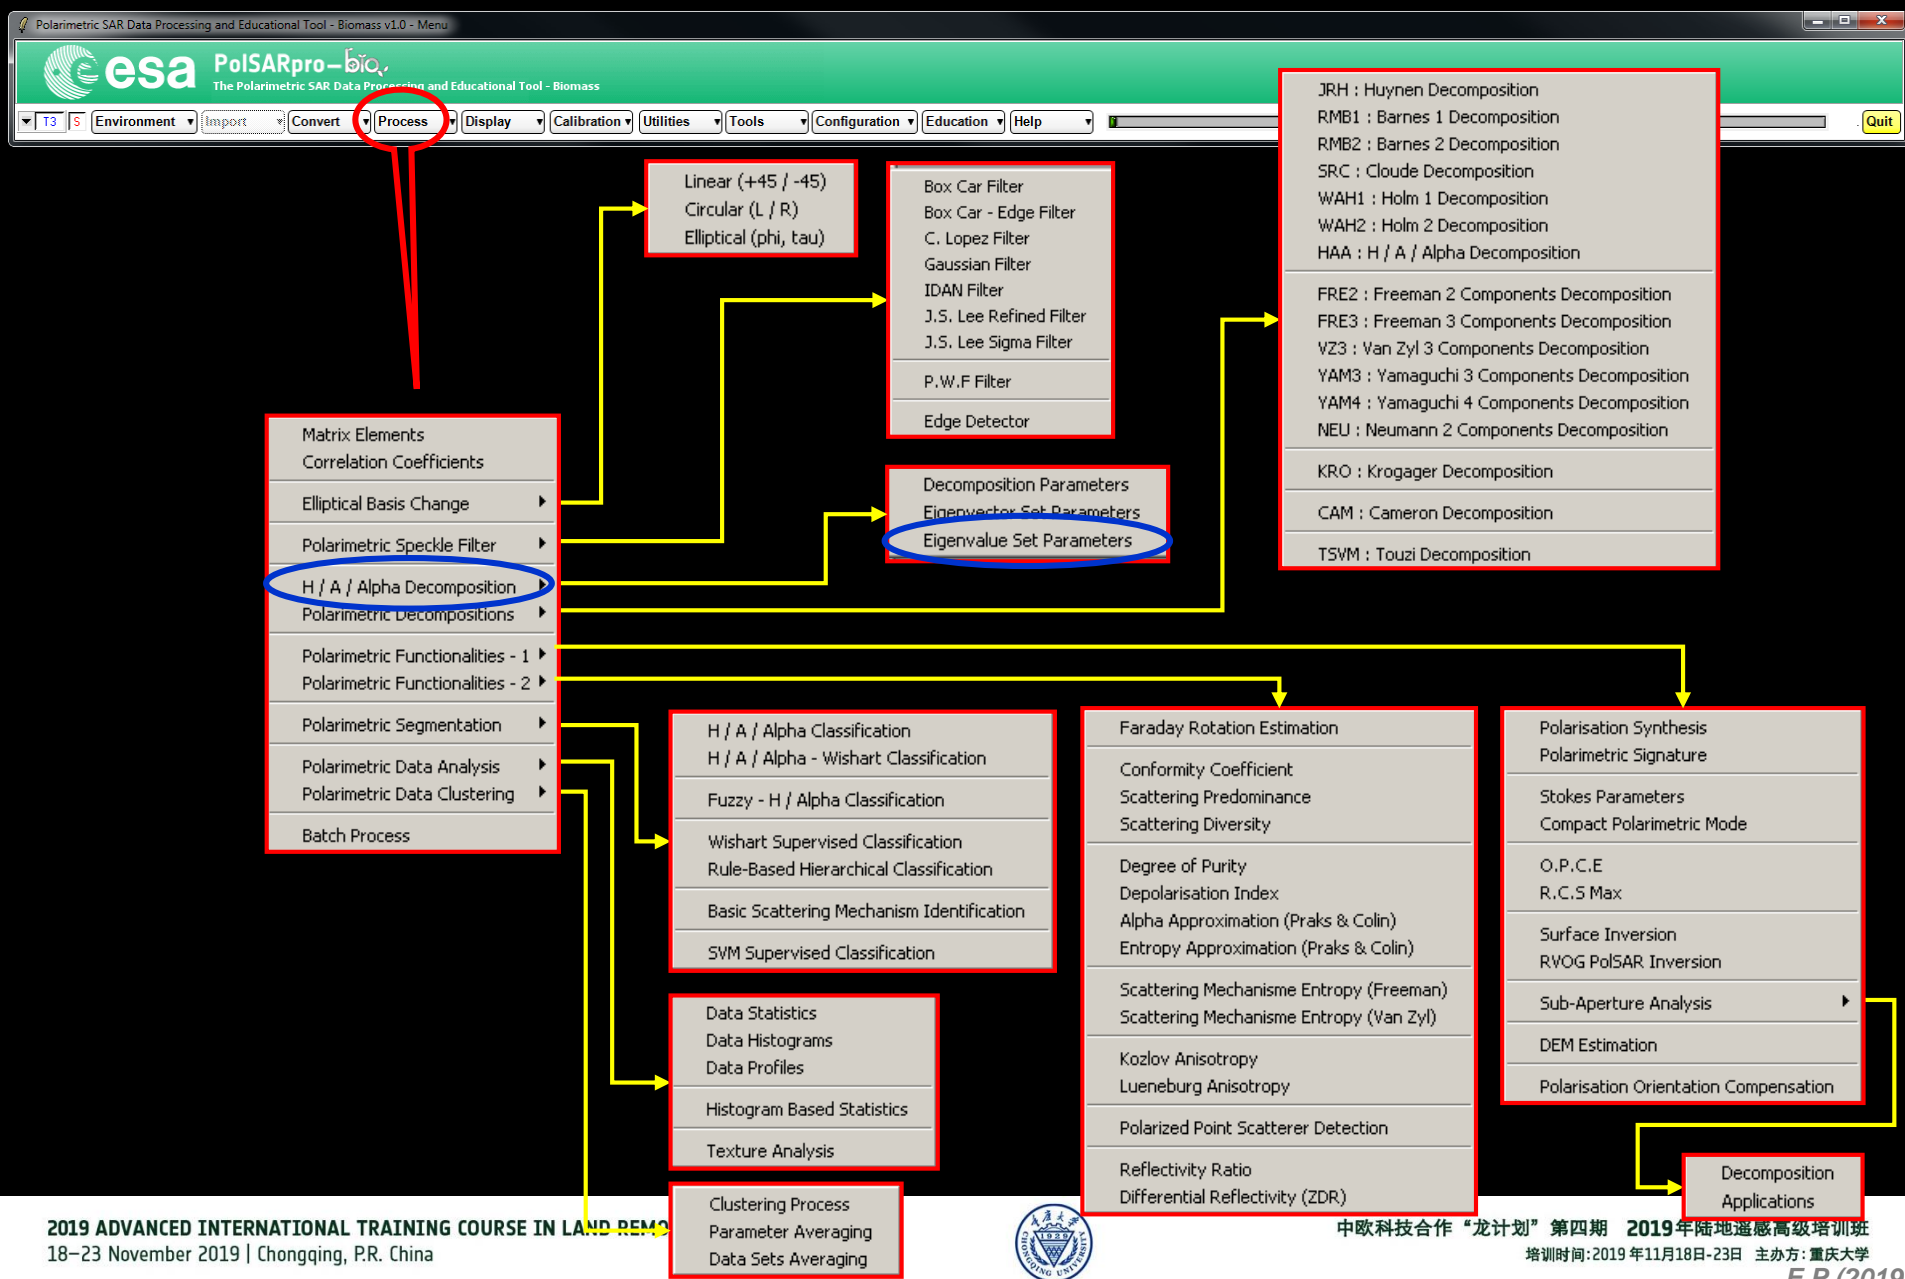 Polarimetric SAR Data Processing and Educational Tool - Biomass v1.0 - Menu
esa
PolSARpro-bio
The Polarimetric SAR Data Processing and Educational Tool - Biomass
T3 S Environment Import Convert Process Display Calibration Utilities Tools Configuration Education Help Quit
Matrix Elements
Correlation Coefficients
Elliptical Basis Change
Polarimetric Speckle Filter
H / A / Alpha Decomposition
Polarimetric Decompositions
Polarimetric Functionalities - 1
Polarimetric Functionalities - 2
Polarimetric Segmentation
Polarimetric Data Analysis
Polarimetric Data Clustering
Batch Process
Linear (+45 / -45)
Circular (L / R)
Elliptical (phi, tau)
Box Car Filter
Box Car - Edge Filter
C. Lopez Filter
Gaussian Filter
IDAN Filter
J.S. Lee Refined Filter
J.S. Lee Sigma Filter
P.W.F Filter
Edge Detector
Decomposition Parameters
Eigenvector Set Parameters
Eigenvalue Set Parameters
JRH : Huynen Decomposition
RMB1 : Barnes 1 Decomposition
RMB2 : Barnes 2 Decomposition
SRC : Cloude Decomposition
WAH1 : Holm 1 Decomposition
WAH2 : Holm 2 Decomposition
HAA : H / A / Alpha Decomposition
FRE2 : Freeman 2 Components Decomposition
FRE3 : Freeman 3 Components Decomposition
VZ3 : Van Zyl 3 Components Decomposition
YAM3 : Yamaguchi 3 Components Decomposition
YAM4 : Yamaguchi 4 Components Decomposition
NEU : Neumann 2 Components Decomposition
KRO : Krogager Decomposition
CAM : Cameron Decomposition
TSVM : Touzi Decomposition
H / A / Alpha Classification
H / A / Alpha - Wishart Classification
Fuzzy - H / Alpha Classification
Wishart Supervised Classification
Rule-Based Hierarchical Classification
Basic Scattering Mechanism Identification
SVM Supervised Classification
Data Statistics
Data Histograms
Data Profiles
Histogram Based Statistics
Texture Analysis
Clustering Process
Parameter Averaging
Data Sets Averaging
Faraday Rotation Estimation
Conformity Coefficient
Scattering Predominance
Scattering Diversity
Degree of Purity
Depolarisation Index
Alpha Approximation (Praks & Colin)
Entropy Approximation (Praks & Colin)
Scattering Mechanisme Entropy (Freeman)
Scattering Mechanisme Entropy (Van Zyl)
Kozlov Anisotropy
Lueneburg Anisotropy
Polarized Point Scatterer Detection
Reflectivity Ratio
Differential Reflectivity (ZDR)
Polarisation Synthesis
Polarimetric Signature
Stokes Parameters
Compact Polarimetric Mode
O.P.C.E
R.C.S Max
Surface Inversion
RVOG PolSAR Inversion
Sub-Aperture Analysis
DEM Estimation
Polarisation Orientation Compensation
Decomposition
Applications
2019 ADVANCED INTERNATIONAL TRAINING COURSE IN LAND REMO
18–23 November 2019 | Chongqing, P.R. China
1929
中欧科技合作“龙计划”第四期 2019年陆地遥感高级培训班
培训时间:2019年11月18日-23日 主办方:重庆大学
E.P (2019